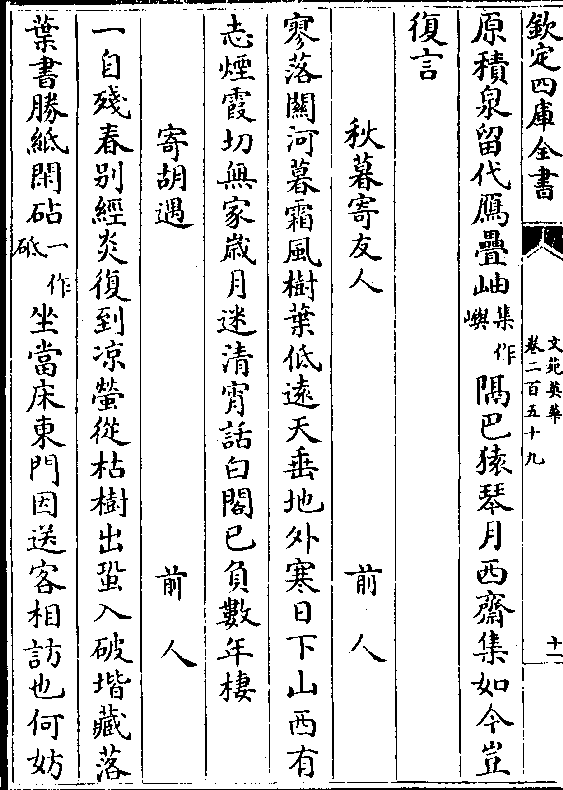 欽定四庫全書
文苑英華
卷二百五十九
十一
原積泉留代鴈疊岫集作嶼隅巴猿琴月西齋集如今豈
復言
秋暮寄友人 前人
寥落關河暮霜風樹葉低遠天垂地外寒日下山西有
志煙霞切無家歲月迷清宵話白閣已負數年棲
寄胡遇 前人
一自殘春别經炎復到凉螢從枯樹出蛩入破堦藏落
葉書勝紙閑砧一作砥坐當床東門因送客相訪也何妨